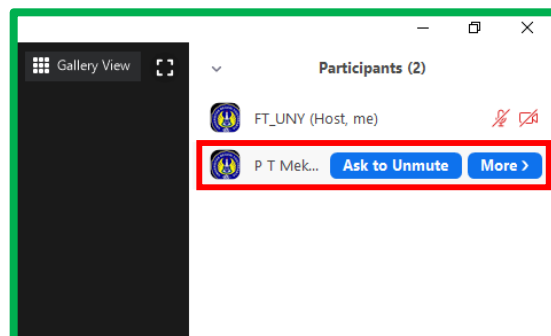 Gallery View
Participants (2)
FT_UNY (Host, me)
P T Mek... Ask to Unmute More >